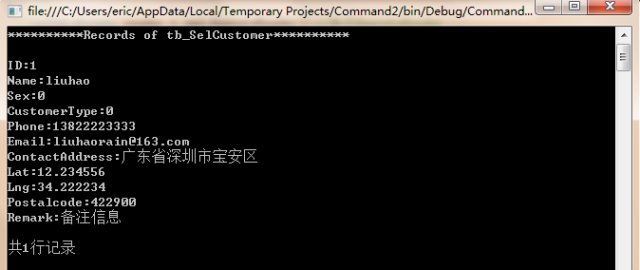 file:///C:/Users/eric/AppData/Local/Temporary Projects/Command2/bin/Debug/Command...
**********Records of tb_SelCustomer**********
ID:1
Name:liuhao
Sex:0
CustomerType:0
Phone:13822223333
Email:liuhaorain@163.com
ContactAddress:广东省深圳市宝安区
Lat:12.234556
Lng:34.222234
Postalcode:422900
Remark:备注信息
共1行记录